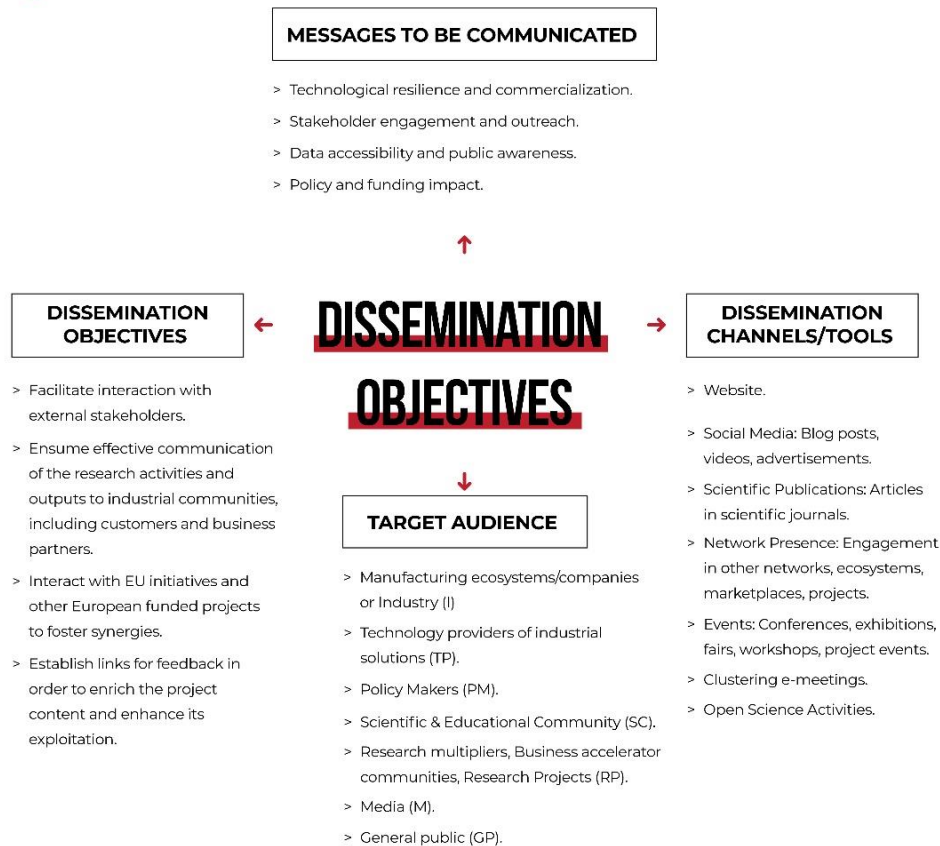 MESSAGES TO BE COMMUNICATED
> Technological resilience and commercialization.
> Stakeholder engagement and outreach.
> Data accessibility and public awareness.
> Policy and funding impact.
DISSEMINATION
OBJECTIVES
DISSEMINATION
OBJECTIVES
> Facilitate interaction with
external stakeholders.
> Ensume effective communication
of the research activities and
outputs to industrial communities,
including customers and business
partners.
> Interact with EU initiatives and
other European funded projects
to foster synergies.
> Establish links for feedback in
order to enrich the project
content and enhance its
exploitation.
TARGET AUDIENCE
> Manufacturing ecosystems/companies
or Industry (I)
> Technology providers of industrial
solutions (TP).
> Policy Makers (PM).
> Scientific & Educational Community (SC).
> Research multipliers, Business accelerator
communities, Research Projects (RP).
> Media (M).
> General public (GP).
DISSEMINATION
CHANNELS/TOOLS
> Website.
> Social Media: Blog posts,
videos, advertisements.
> Scientific Publications: Articles
in scientific journals.
> Network Presence: Engagement
in other networks, ecosystems,
marketplaces, projects.
> Events: Conferences, exhibitions,
fairs, workshops, project events.
> Clustering e-meetings.
> Open Science Activities.